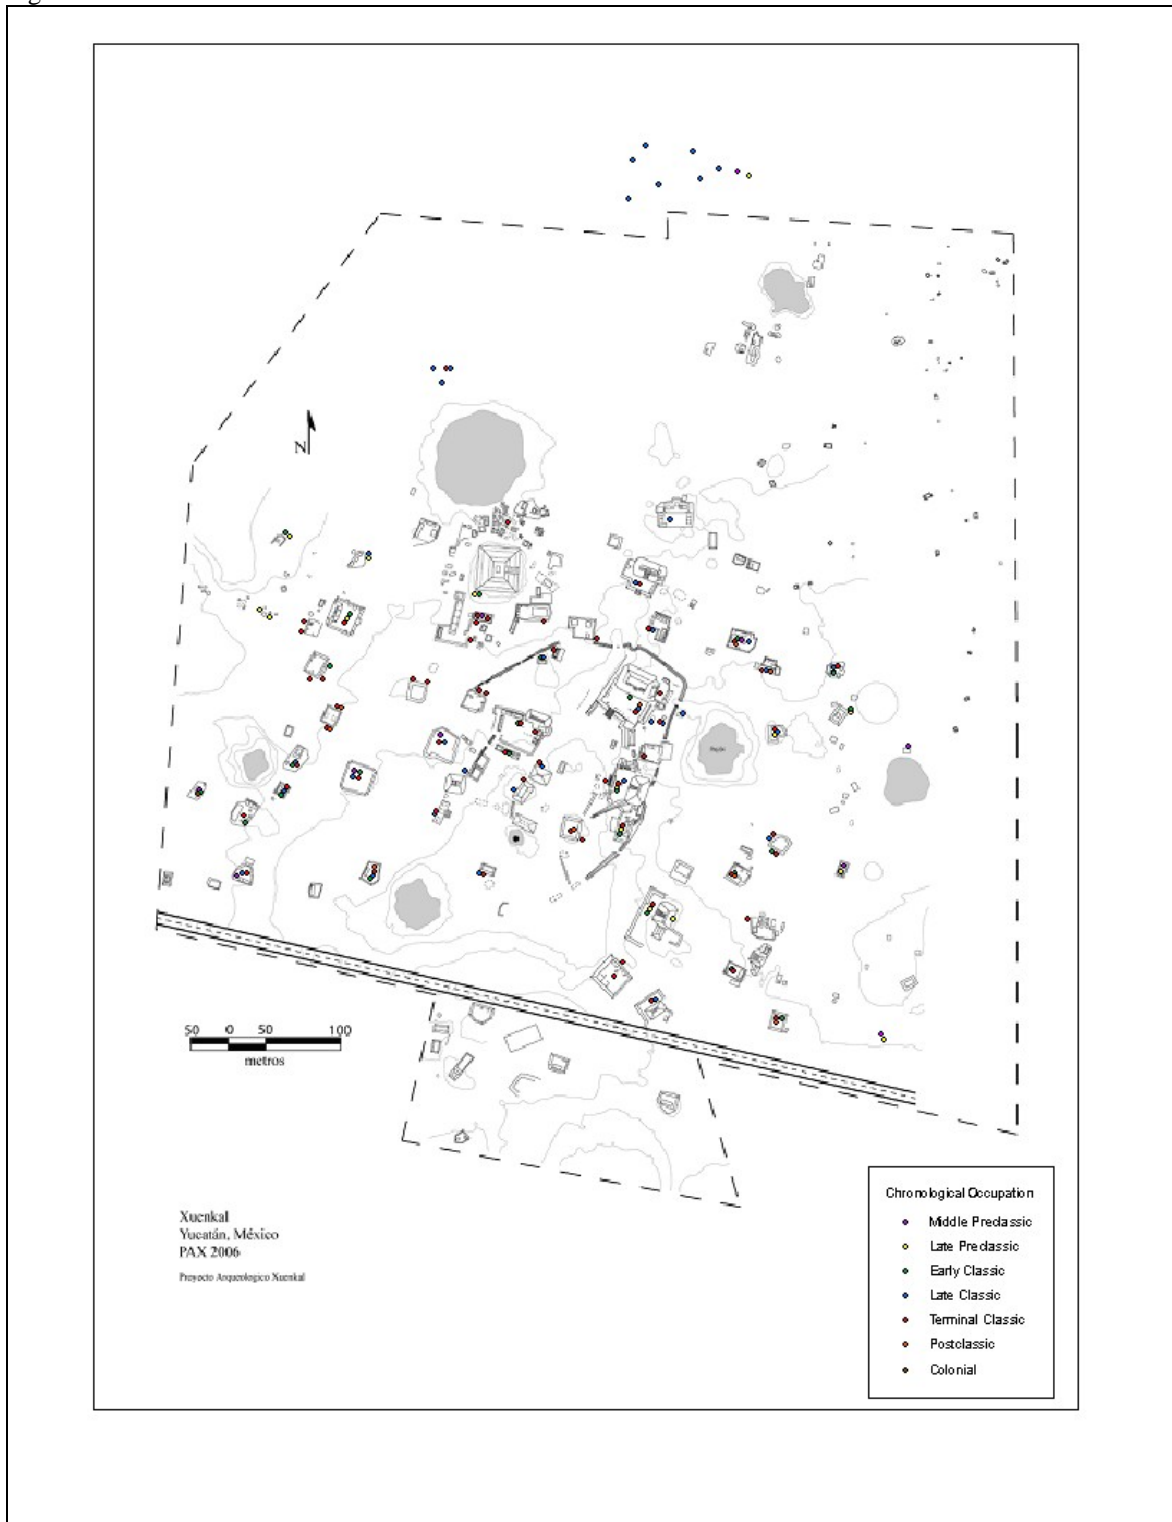 N
50 0 50 100
metros
Xuenkal
Yucatán, México
PAX 2006
Proyecto Arqueologico Xuenkal
Chronological Occupation
Middle Preclassic
Late Preclassic
Early Classic
Late Classic
Terminal Classic
Postclassic
Colonial